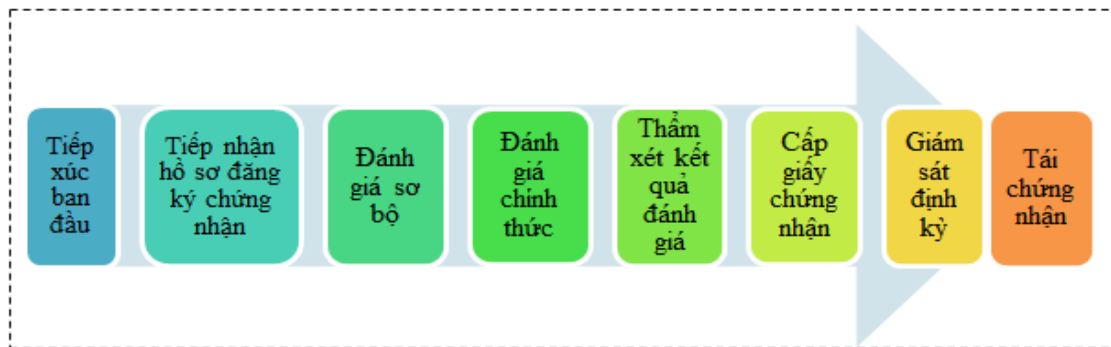 Tiếp
xúc
ban
đầu
Tiếp nhận
hồ sơ đăng
ký chứng
nhận
Đánh
giá sơ
bộ
Đánh
giá
chính
thức
Thẩm
xét kết
quả
đánh
giá
Cấp
giấy
chứng
nhận
Giám
sát
định
kỳ
Tái
chứng
nhận